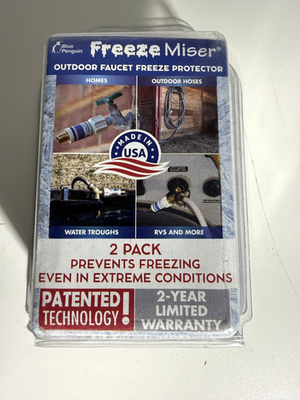 Blue Penguin
Freeze Miser®
OUTDOOR FAUCET FREEZE PROTECTOR
HOMES
OUTDOOR HOSES
MADE IN
USA
WATER TROUGHS
RVS AND MORE
2 PACK
PREVENTS FREEZING
EVEN IN EXTREME CONDITIONS
PATENTED
TECHNOLOGY!
2-YEAR
LIMITED
WARRANTY